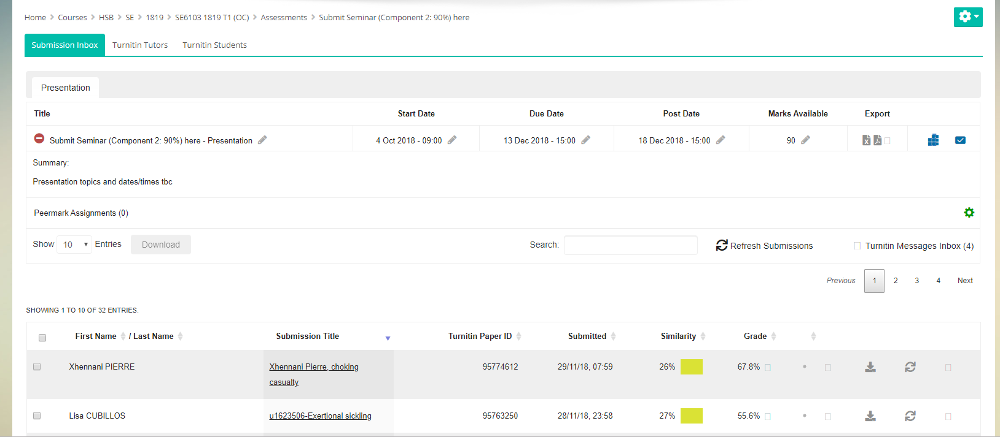 Home > Courses > HSB > SE > 1819 > SE6103 1819 T1 (OC) > Assessments > Submit Seminar (Component 2: 90%) here
Submission Inbox Turnitin Tutors Turnitin Students
Presentation
Title Start Date Due Date Post Date Marks Available Export
Submit Seminar (Component 2: 90%) here - Presentation 4 Oct 2018 - 09:00 13 Dec 2018 - 15:00 18 Dec 2018 - 15:00 90
Summary:
Presentation topics and dates/times tbc
Peermark Assignments (0)
Show 10 Entries Download Search: Refresh Submissions Turnitin Messages Inbox (4)
Previous 1 2 3 4 Next
SHOWING 1 TO 10 OF 32 ENTRIES.
First Name / Last Name Submission Title Turnitin Paper ID Submitted Similarity Grade
Xhennani PIERRE Xhennani Pierre, choking 95774612 29/11/18, 07:59 26% 67.8%
casualty
Lisa CUBILLOS u1623506-Exertional sickling 95763250 28/11/18, 23:58 27% 55.6%